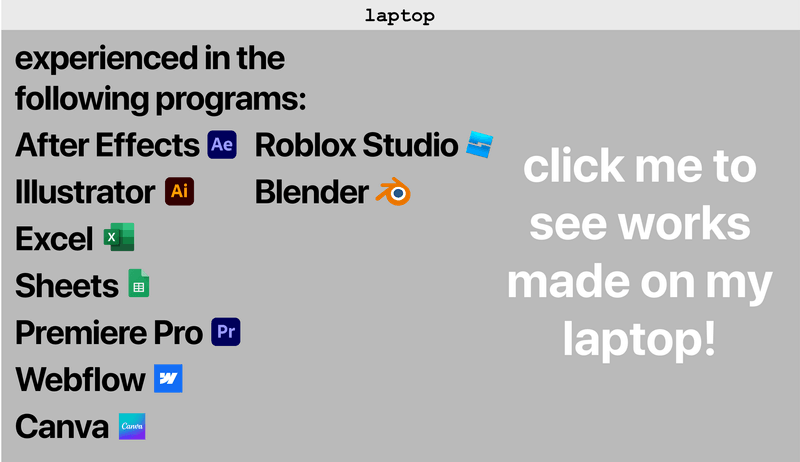 laptop
experienced in the
following programs:
After Effects Ae
Illustrator Ai
Excel X
Sheets
Premiere Pro Pr
Webflow W
Canva Canva
Roblox Studio
Blender
click me to
see works
made on my
laptop!